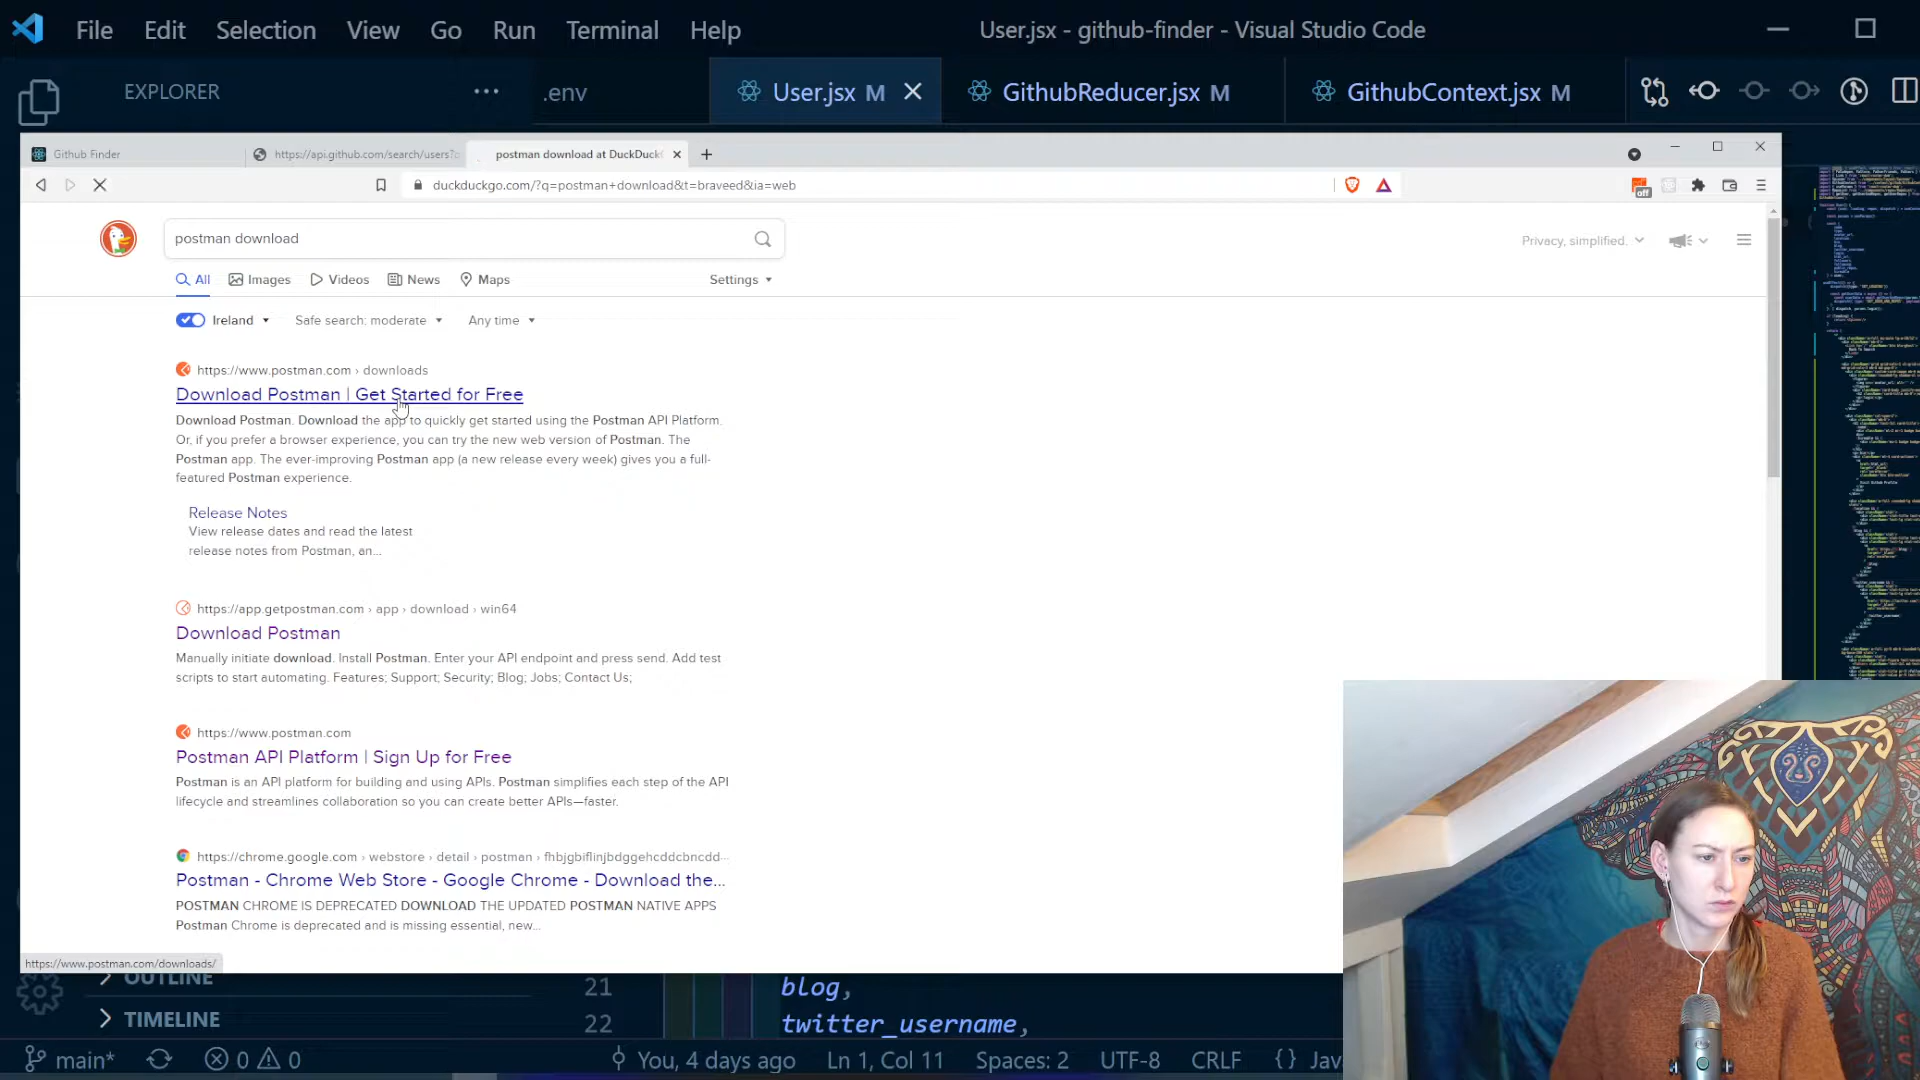 File Edit Selection View Go Run Terminal Help
User.jsx - github-finder - Visual Studio Code
EXPLORER
.env
User.jsx M
GithubReducer.jsx M
GithubContext.jsx M
Github Finder
https://api.github.com/search/users?
postman download at DuckDuck
duckduckgo.com/?q=postman+download&t=braveed&ia=web
off
postman download
Privacy, simplified.
All Images Videos News Maps Settings
Ireland Safe search: moderate Any time
https://www.postman.com › downloads
Download Postman | Get Started for Free
Download Postman. Download the app to quickly get started using the Postman API Platform.
Or, if you prefer a browser experience, you can try the new web version of Postman. The
Postman app. The ever-improving Postman app (a new release every week) gives you a full-
featured Postman experience.
Release Notes
View release dates and read the latest
release notes from Postman, an...
https://app.getpostman.com › app › download › win64
Download Postman
Manually initiate download. Install Postman. Enter your API endpoint and press send. Add test
scripts to start automating. Features; Support; Security; Blog; Jobs; Contact Us;
https://www.postman.com
Postman API Platform | Sign Up for Free
Postman is an API platform for building and using APIs. Postman simplifies each step of the API
lifecycle and streamlines collaboration so you can create better APIs—faster.
https://chrome.google.com › webstore › detail › postman › fhbjgbiflinjbdggehcddcbncdd...
Postman - Chrome Web Store - Google Chrome - Download the...
POSTMAN CHROME IS DEPRECATED DOWNLOAD THE UPDATED POSTMAN NATIVE APPS
Postman Chrome is deprecated and is missing essential, new...
https://www.postman.com/downloads/
OUTLINE
TIMELINE
21 blog,
22 twitter_username,
main* 0 0 You, 4 days ago Ln 1, Col 11 Spaces: 2 UTF-8 CRLF {} Jav